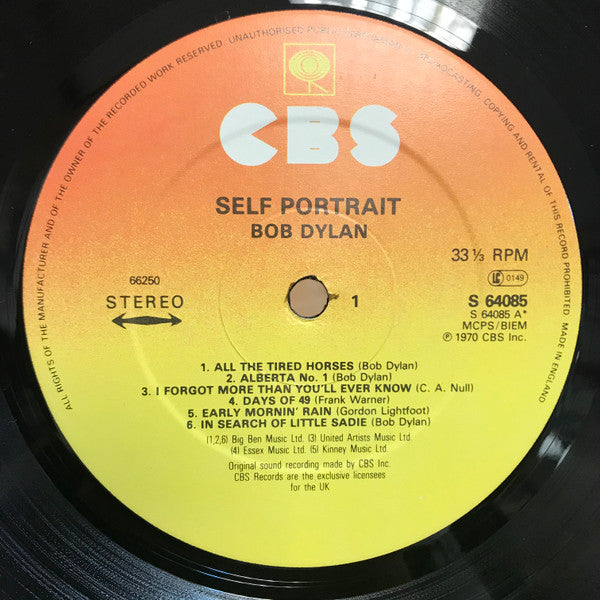 ALL RIGHTS OF THE MANUFACTURER AND OF THE OWNER OF THE RECORDED WORK RESERVED. UNAUTHORISED PUBLIC BROADCASTING, COPYING AND RENTAL OF THIS RECORD PROHIBITED. MADE IN ENGLAND
CBS
SELF PORTRAIT
BOB DYLAN
33 ⅓ RPM
66250
STEREO
LC 0149
1
S 64085
S 64085 A*
MCPS/BIEM
℗ 1970 CBS Inc.
1. ALL THE TIRED HORSES (Bob Dylan)
2. ALBERTA No. 1 (Bob Dylan)
3. I FORGOT MORE THAN YOU'LL EVER KNOW (C. A. Null)
4. DAYS OF 49 (Frank Warner)
5. EARLY MORNIN' RAIN (Gordon Lightfoot)
6. IN SEARCH OF LITTLE SADIE (Bob Dylan)
(1,2,6) Big Ben Music Ltd. (3) United Artists Music Ltd.
(4) Essex Music Ltd. (5) Kinney Music Ltd.
Original sound recording made by CBS Inc.
CBS Records are the exclusive licensees
for the UK